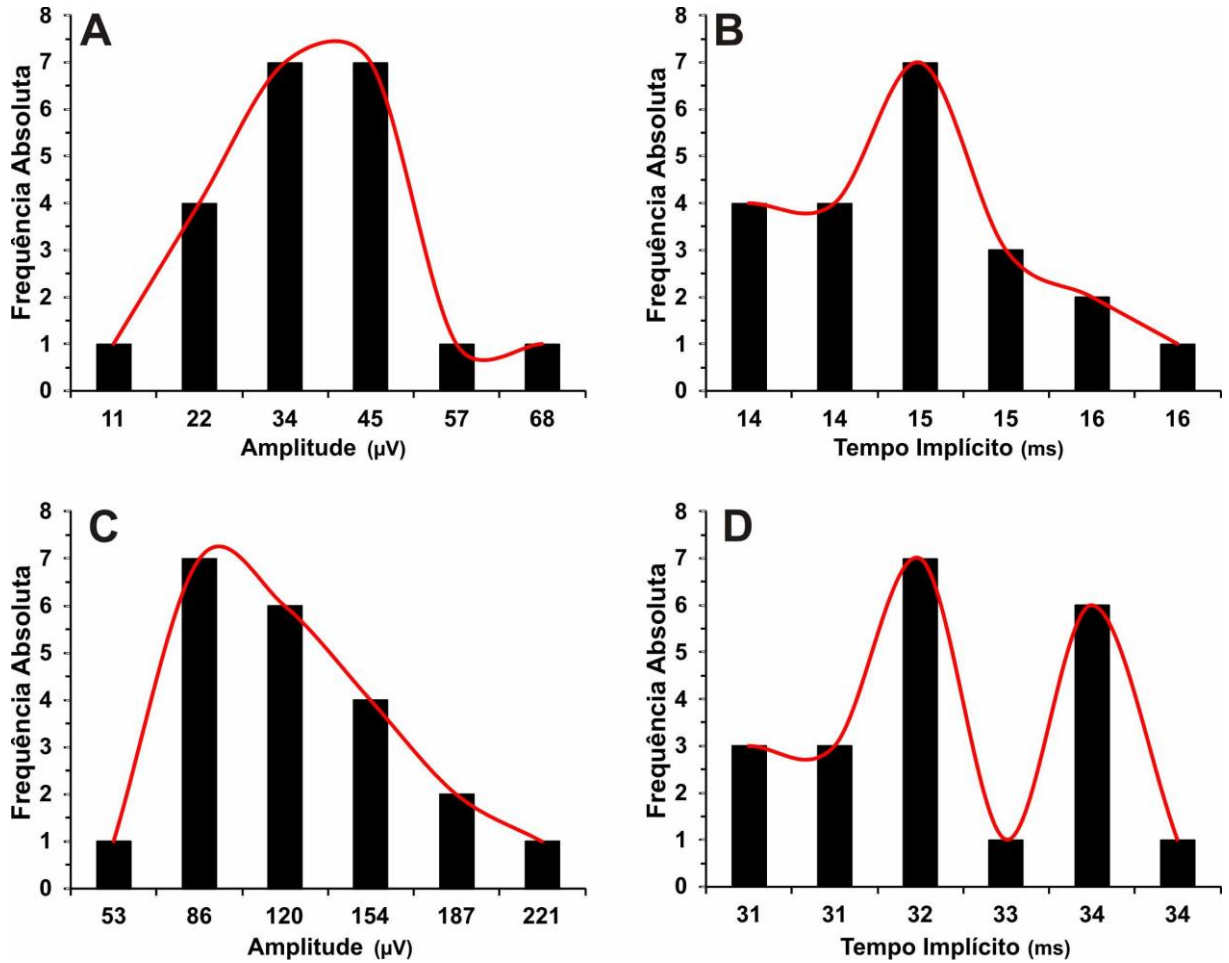 A
Frequência Absoluta
8
7
6
5
4
3
2
1
0
11 22 34 45 57 68
Amplitude (µV)
B
Frequência Absoluta
8
7
6
5
4
3
2
1
0
14 14 15 15 16 16
Tempo Implícito (ms)
C
Frequência Absoluta
8
7
6
5
4
3
2
1
0
53 86 120 154 187 221
Amplitude (µV)
D
Frequência Absoluta
8
7
6
5
4
3
2
1
0
31 31 32 33 34 34
Tempo Implícito (ms)